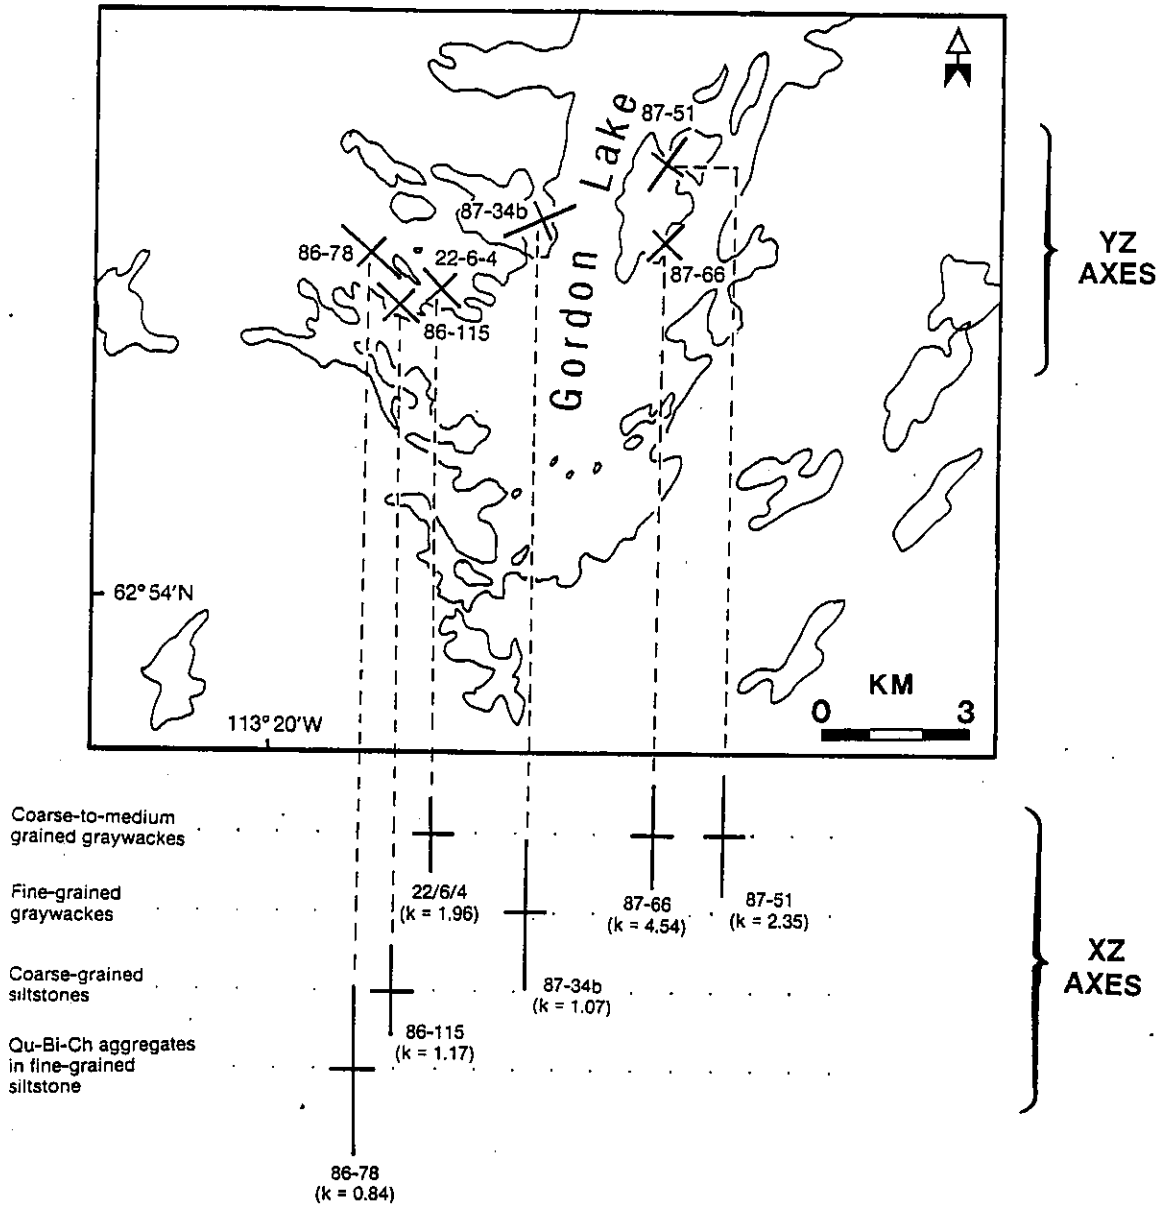 87-51
Gordon Lake
87-34b
86-78
22-6-4
87-66
86-115
YZ
AXES
62° 54'N
113° 20'W
KM
0 3
Coarse-to-medium
grained graywackes
22/6/4
(k = 1.96)
87-66
(k = 4.54)
87-51
(k = 2.35)
Fine-grained
graywackes
87-34b
(k = 1.07)
Coarse-grained
siltstones
86-115
(k = 1.17)
Qu-Bi-Ch aggregates
in fine-grained
siltstone
86-78
(k = 0.84)
XZ
AXES